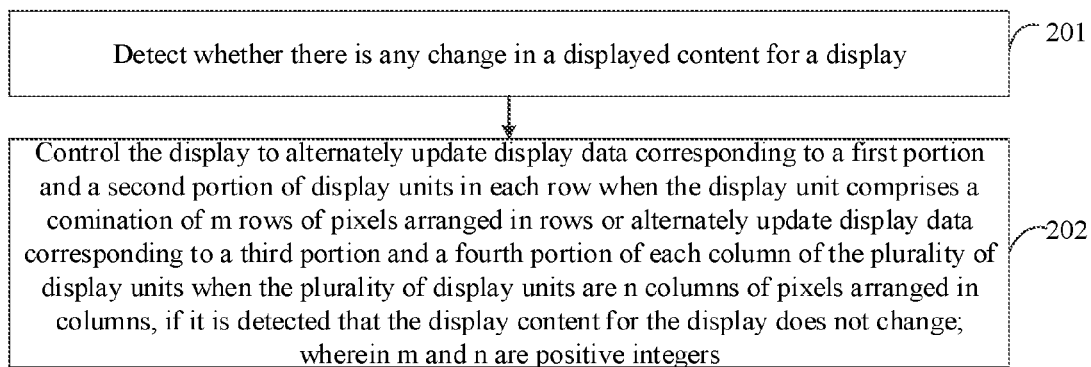 Detect whether there is any change in a displayed content for a display
201
Control the display to alternately update display data corresponding to a first portion
and a second portion of display units in each row when the display unit comprises a
comination of m rows of pixels arranged in rows or alternately update display data
corresponding to a third portion and a fourth portion of each column of the plurality of
display units when the plurality of display units are n columns of pixels arranged in
columns, if it is detected that the display content for the display does not change;
wherein m and n are positive integers
202